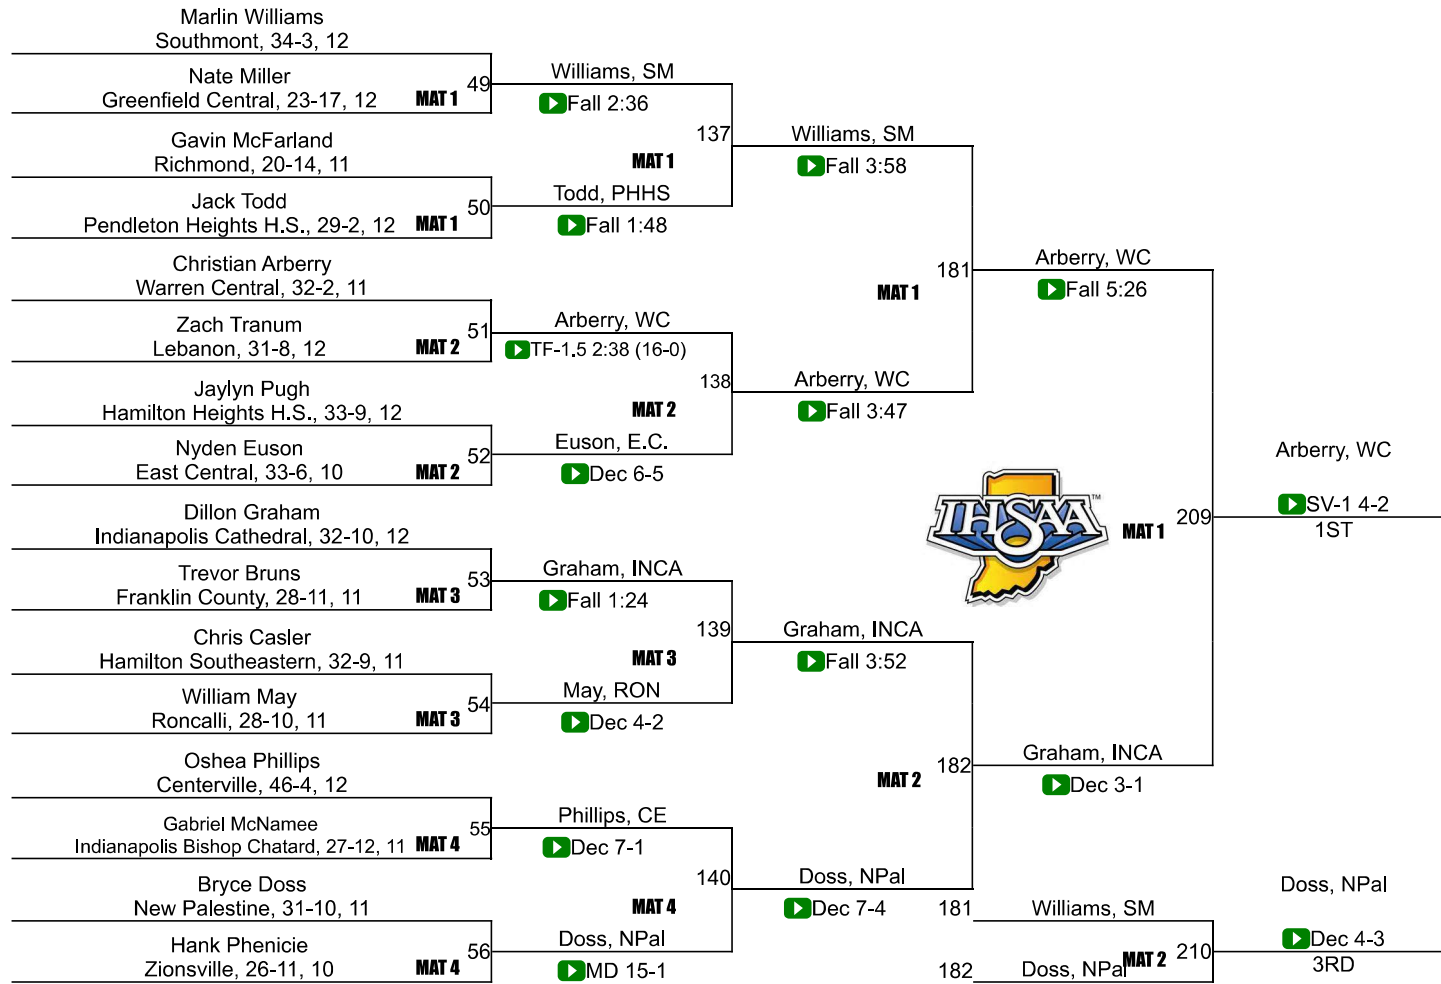 Marlin Williams
Southmont, 34-3, 12
Nate Miller
Greenfield Central, 23-17, 12
MAT 1
49
Williams, SM
Fall 2:36
Gavin McFarland
Richmond, 20-14, 11
Jack Todd
Pendleton Heights H.S., 29-2, 12
MAT 1
50
Todd, PHHS
Fall 1:48
137
MAT 1
Williams, SM
Fall 3:58
Christian Arberry
Warren Central, 32-2, 11
Zach Tranum
Lebanon, 31-8, 12
MAT 2
51
Arberry, WC
TF-1.5 2:38 (16-0)
Jaylyn Pugh
Hamilton Heights H.S., 33-9, 12
Nyden Euson
East Central, 33-6, 10
MAT 2
52
Euson, E.C.
Dec 6-5
138
MAT 2
Arberry, WC
Fall 3:47
181
MAT 1
Arberry, WC
Fall 5:26
Dillon Graham
Indianapolis Cathedral, 32-10, 12
Trevor Bruns
Franklin County, 28-11, 11
MAT 3
53
Graham, INCA
Fall 1:24
Chris Casler
Hamilton Southeastern, 32-9, 11
William May
Roncalli, 28-10, 11
MAT 3
54
May, RON
Dec 4-2
139
MAT 3
Graham, INCA
Fall 3:52
Oshea Phillips
Centerville, 46-4, 12
Gabriel McNamee
Indianapolis Bishop Chatard, 27-12, 11
MAT 4
55
Phillips, CE
Dec 7-1
Bryce Doss
New Palestine, 31-10, 11
Hank Phenicie
Zionsville, 26-11, 10
MAT 4
56
Doss, NPal
MD 15-1
140
MAT 4
Doss, NPal
Dec 7-4
182
MAT 2
Graham, INCA
Dec 3-1
IHSAA™
MAT 1
209
Arberry, WC
SV-1 4-2
1ST
181
Williams, SM
182
Doss, NPal
MAT 2
210
Doss, NPal
Dec 4-3
3RD